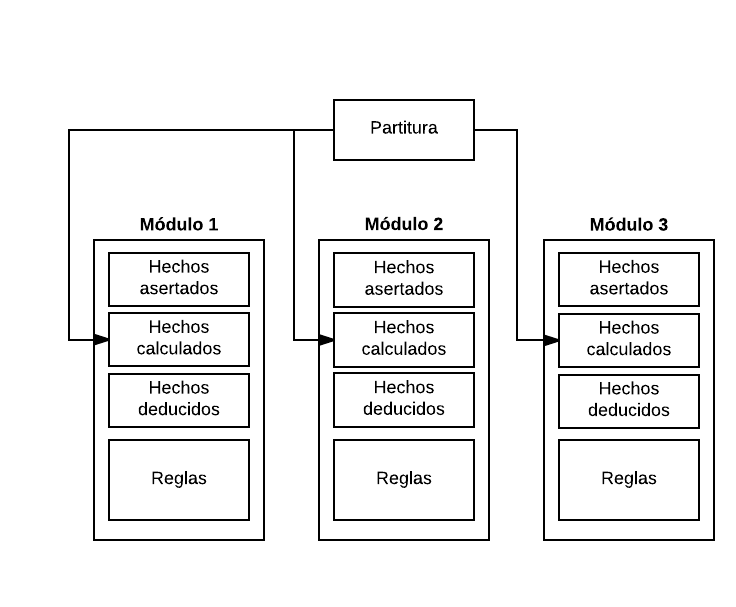 Partitura
Módulo 1
Hechos
asertados
Hechos
calculados
Hechos
deducidos
Reglas
Módulo 2
Hechos
asertados
Hechos
calculados
Hechos
deducidos
Reglas
Módulo 3
Hechos
asertados
Hechos
calculados
Hechos
deducidos
Reglas